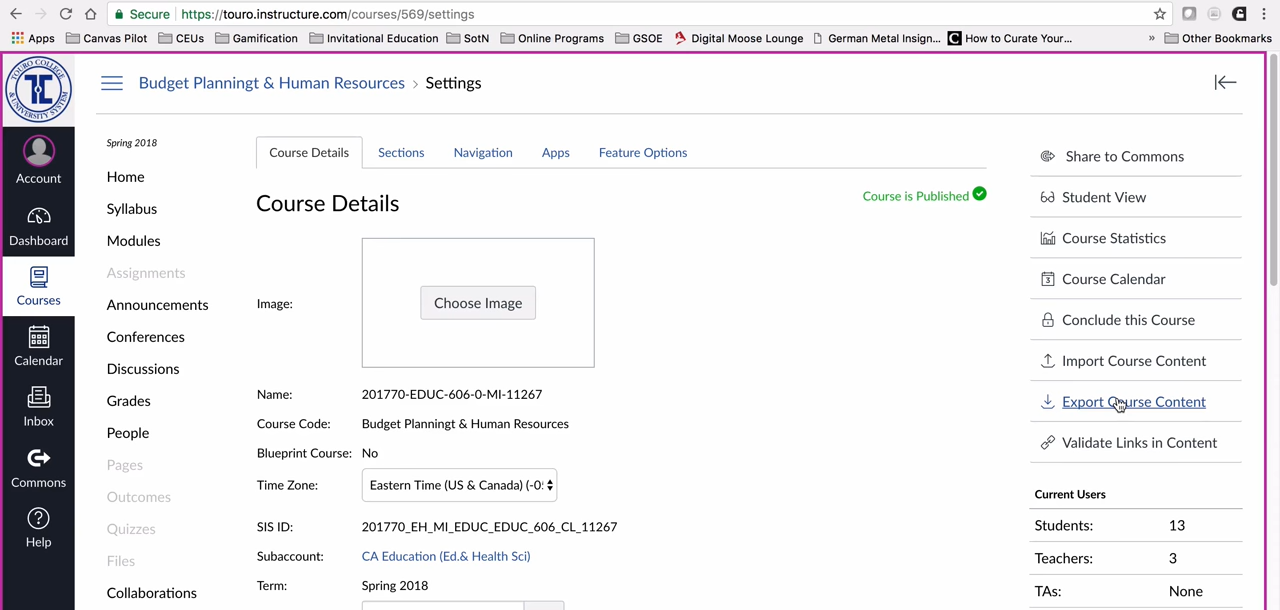 Secure https://touro.instructure.com/courses/569/settings
Apps Canvas Pilot CEUs Gamification Invitational Education SotN Online Programs GSOE Digital Moose Lounge German Metal Insign... C How to Curate Your... » Other Bookmarks
TOURO COLLEGE & UNIVERSITY SYSTEM
Budget Planningt & Human Resources > Settings
Account
Dashboard
Courses
Calendar
Inbox
Commons
Help
Spring 2018
Home
Syllabus
Modules
Assignments
Announcements
Conferences
Discussions
Grades
People
Pages
Outcomes
Quizzes
Files
Collaborations
Course Details Sections Navigation Apps Feature Options
Course Details
Course is Published
Image: Choose Image
Name: 201770-EDUC-606-0-MI-11267
Course Code: Budget Planningt & Human Resources
Blueprint Course: No
Time Zone: Eastern Time (US & Canada) (-0
SIS ID: 201770_EH_MI_EDUC_EDUC_606_CL_11267
Subaccount: CA Education (Ed.& Health Sci)
Term: Spring 2018
Share to Commons
Student View
Course Statistics
Course Calendar
Conclude this Course
Import Course Content
Export Course Content
Validate Links in Content
Current Users
Students: 13
Teachers: 3
TAs: None